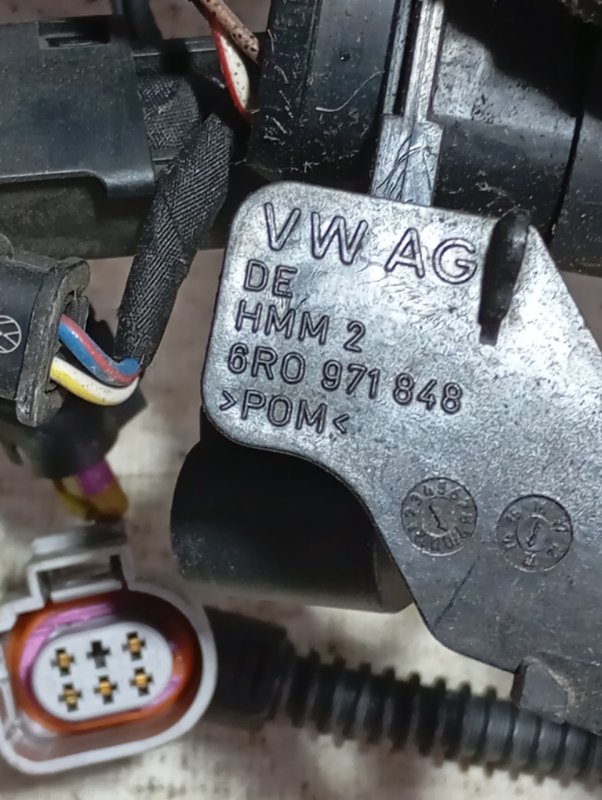 VW AG
DE
HMM 2
6R0 971 848
>POM<